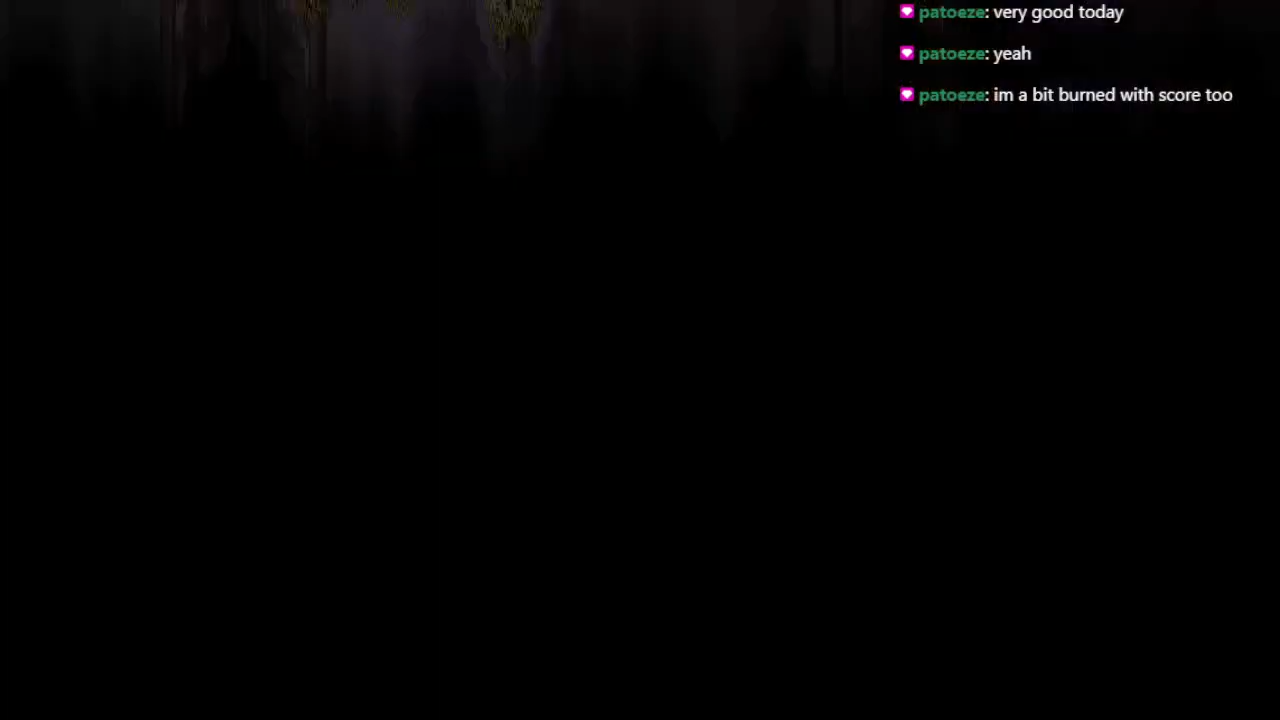 patoeze: very good today
patoeze: yeah
patoeze: im a bit burned with score too